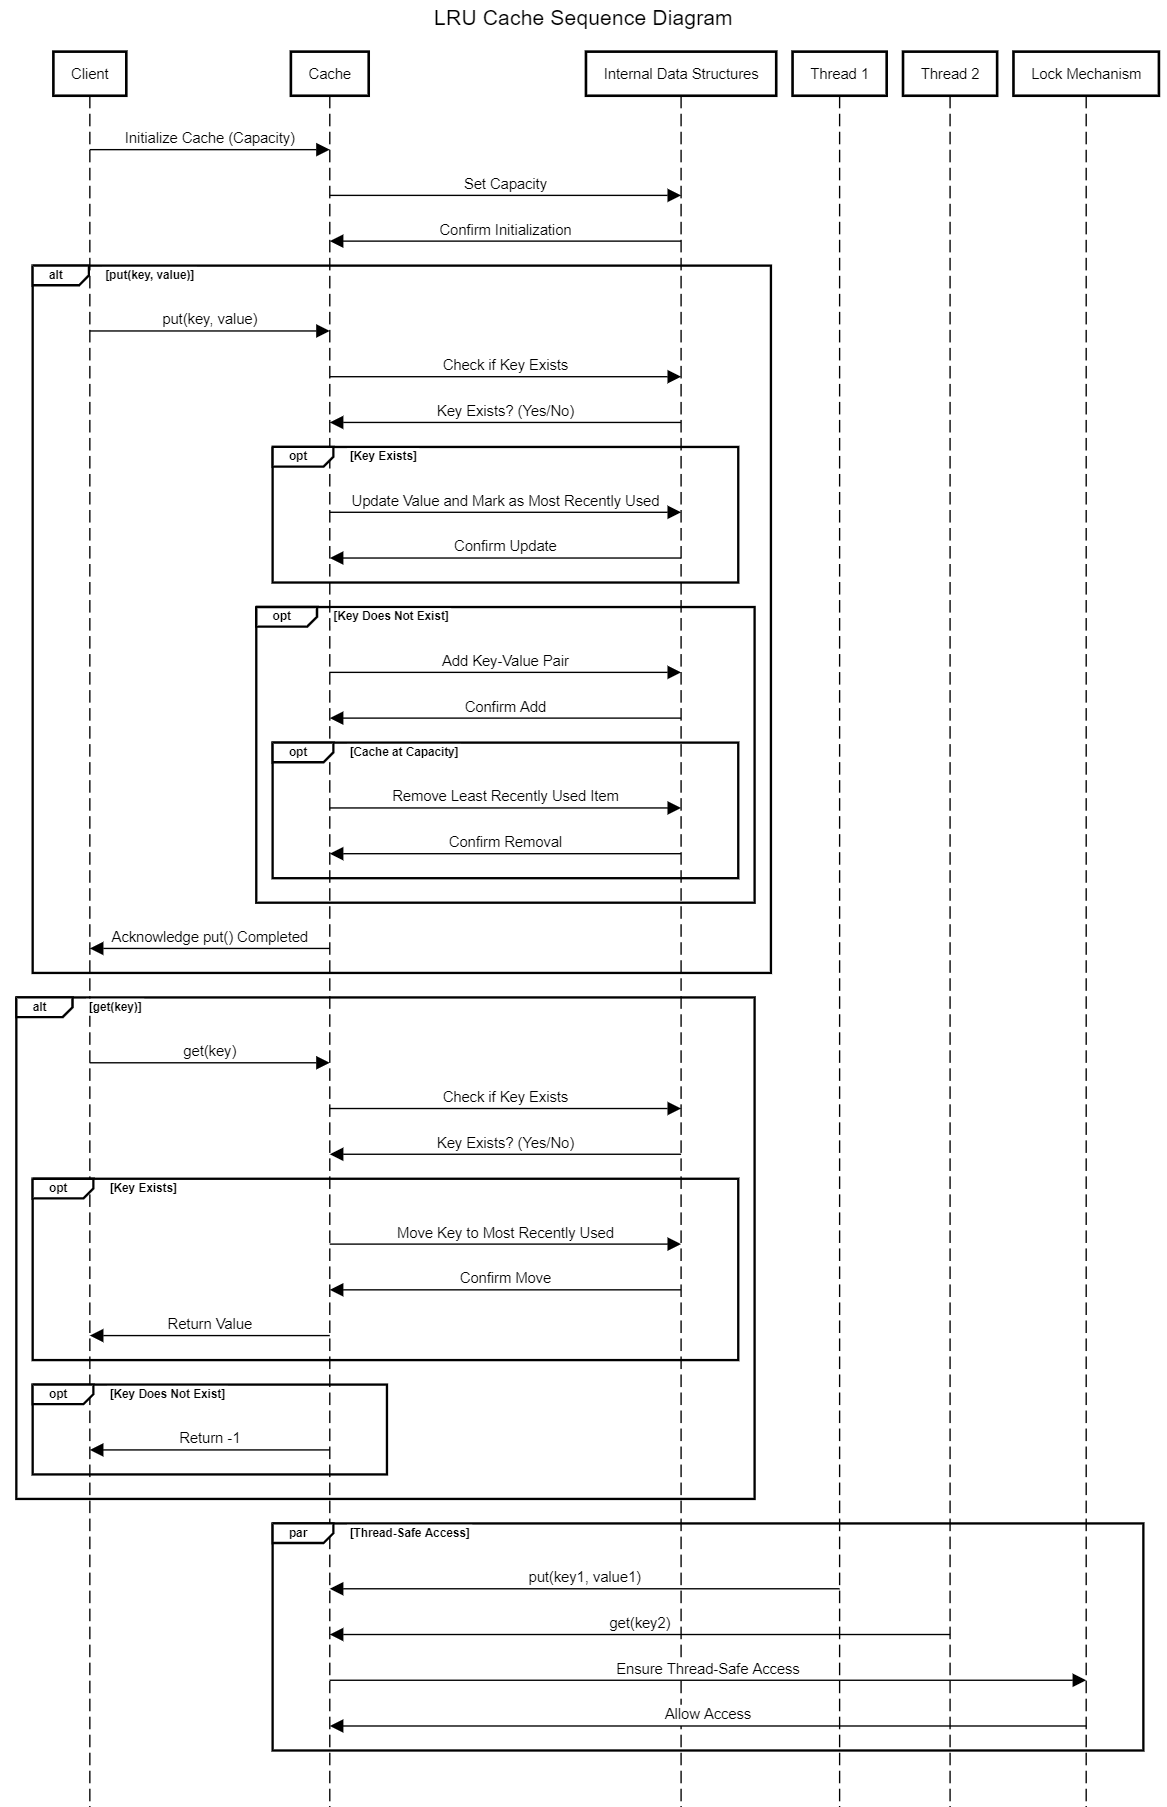 LRU Cache Sequence Diagram
Client
Cache
Internal Data Structures
Thread 1
Thread 2
Lock Mechanism
Initialize Cache (Capacity)
Set Capacity
Confirm Initialization
alt
[put(key, value)]
put(key, value)
Check if Key Exists
Key Exists? (Yes/No)
opt
[Key Exists]
Update Value and Mark as Most Recently Used
Confirm Update
opt
[Key Does Not Exist]
Add Key-Value Pair
Confirm Add
opt
[Cache at Capacity]
Remove Least Recently Used Item
Confirm Removal
Acknowledge put() Completed
alt
[get(key)]
get(key)
Check if Key Exists
Key Exists? (Yes/No)
opt
[Key Exists]
Move Key to Most Recently Used
Confirm Move
Return Value
opt
[Key Does Not Exist]
Return -1
par
[Thread-Safe Access]
put(key1, value1)
get(key2)
Ensure Thread-Safe Access
Allow Access